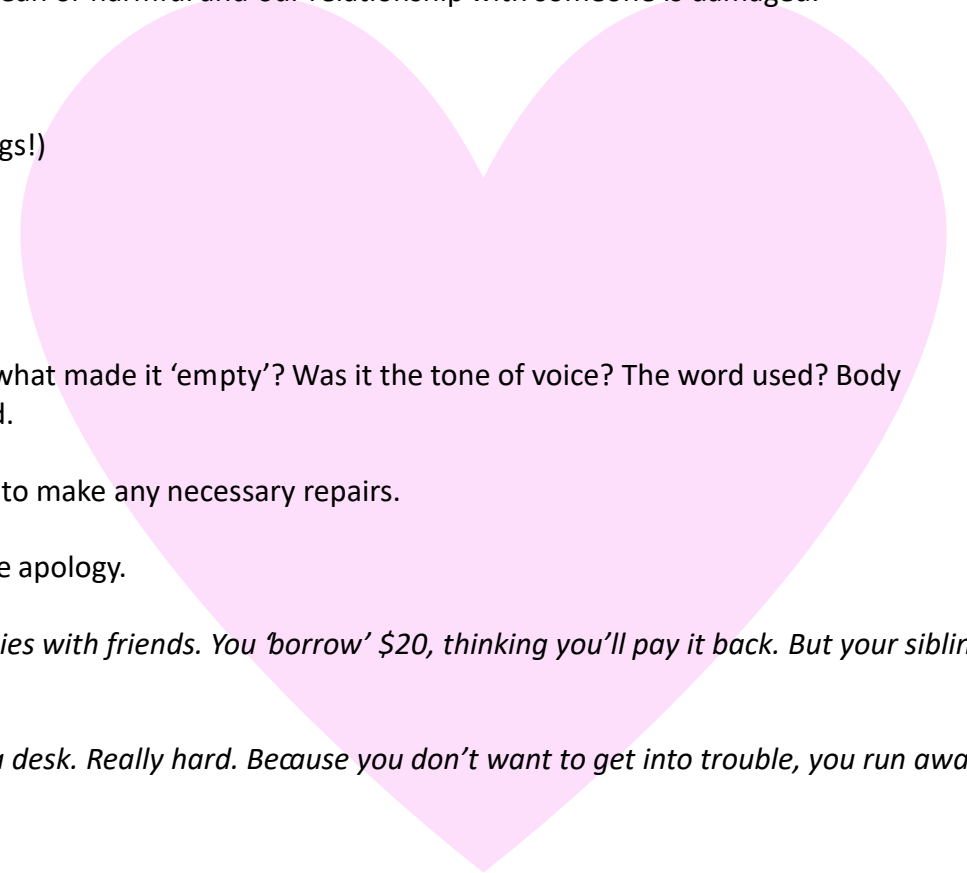 or harmful and our relationship with someone is damaged.
gs!)
what made it ‘empty’? Was it the tone of voice? The word used? Body
d.
to make any necessary repairs.
e apology.
ies with friends. You ‘borrow’ $20, thinking you’ll pay it back. But your siblin
desk. Really hard. Because you don’t want to get into trouble, you run awa